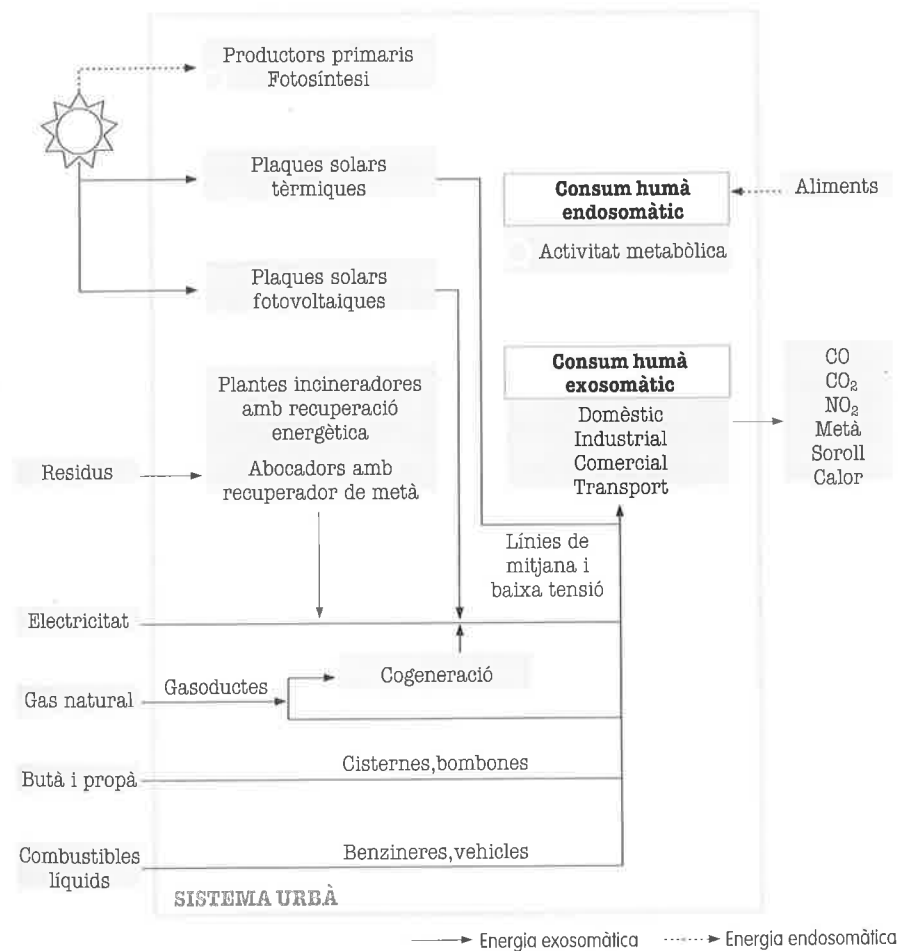 Productors primaris
Fotosíntesi
Plaques solars
tèrmiques
Consum humà
endosomàtic
Aliments
Activitat metabòlica
Plaques solars
fotovoltaiques
Consum humà
exosomàtic
Domèstic
Industrial
Comercial
Transport
CO
CO₂
NO₂
Metà
Soroll
Calor
Plantes incineradores
amb recuperació
energètica
Residus
Abocadors amb
recuperador de metà
Línies de
mitjana i
baixa tensió
Electricitat
Cogeneració
Gas natural
Gasoductes
Butà i propà
Cisternes, bombones
Combustibles
líquids
Benzineres, vehicles
SISTEMA URBÀ
Energia exosomàtica
Energia endosomàtica